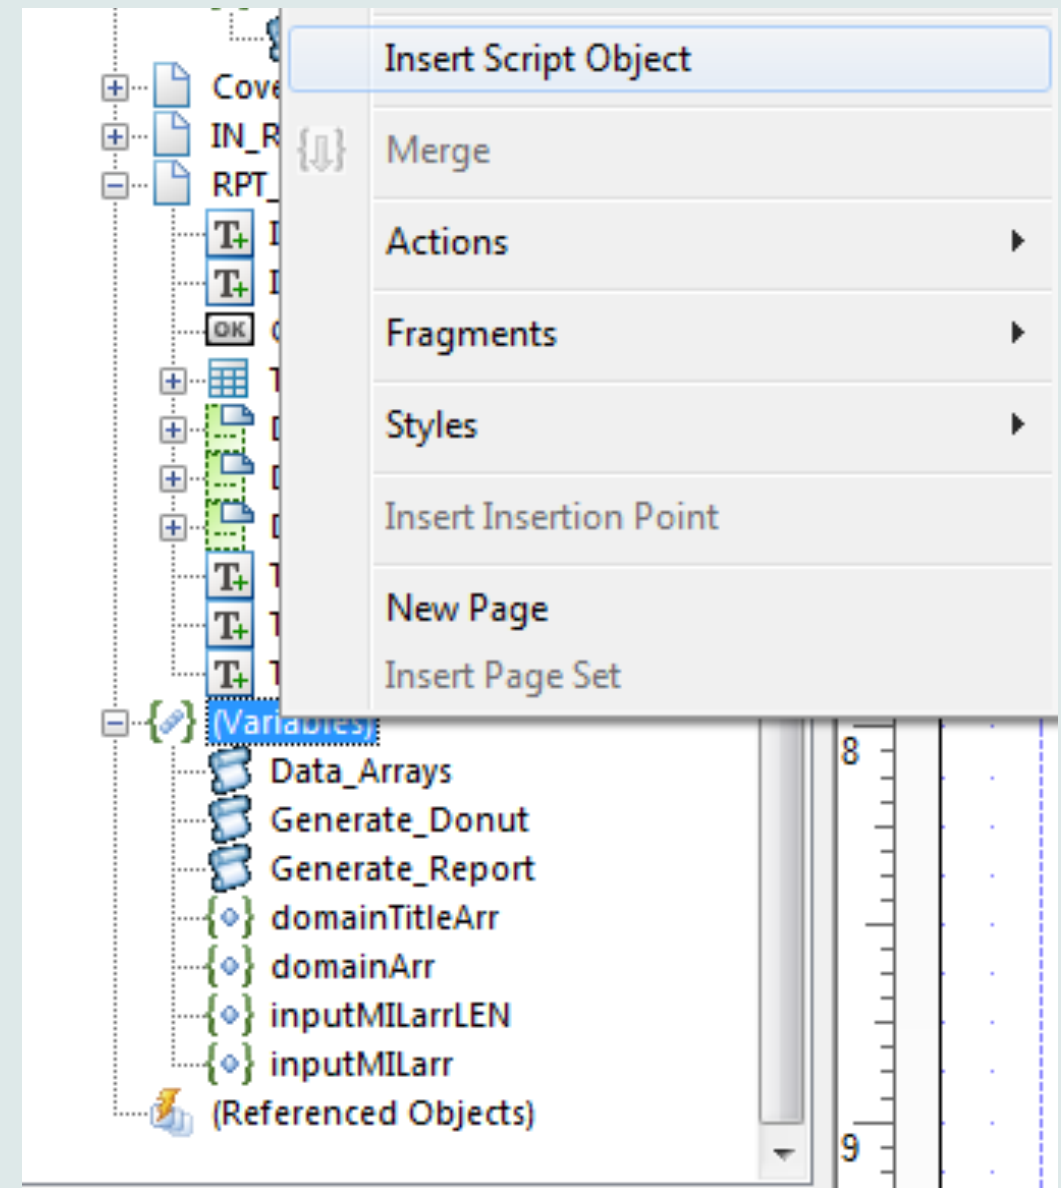 Insert Script Object
Cove
IN_R
Merge
RPT_
Actions
OK
Fragments
Styles
Insert Insertion Point
New Page
Insert Page Set
(Variables)
8
Data_Arrays
Generate_Donut
Generate_Report
domainTitleArr
domainArr
inputMILarrLEN
inputMILarr
(Referenced Objects)
9